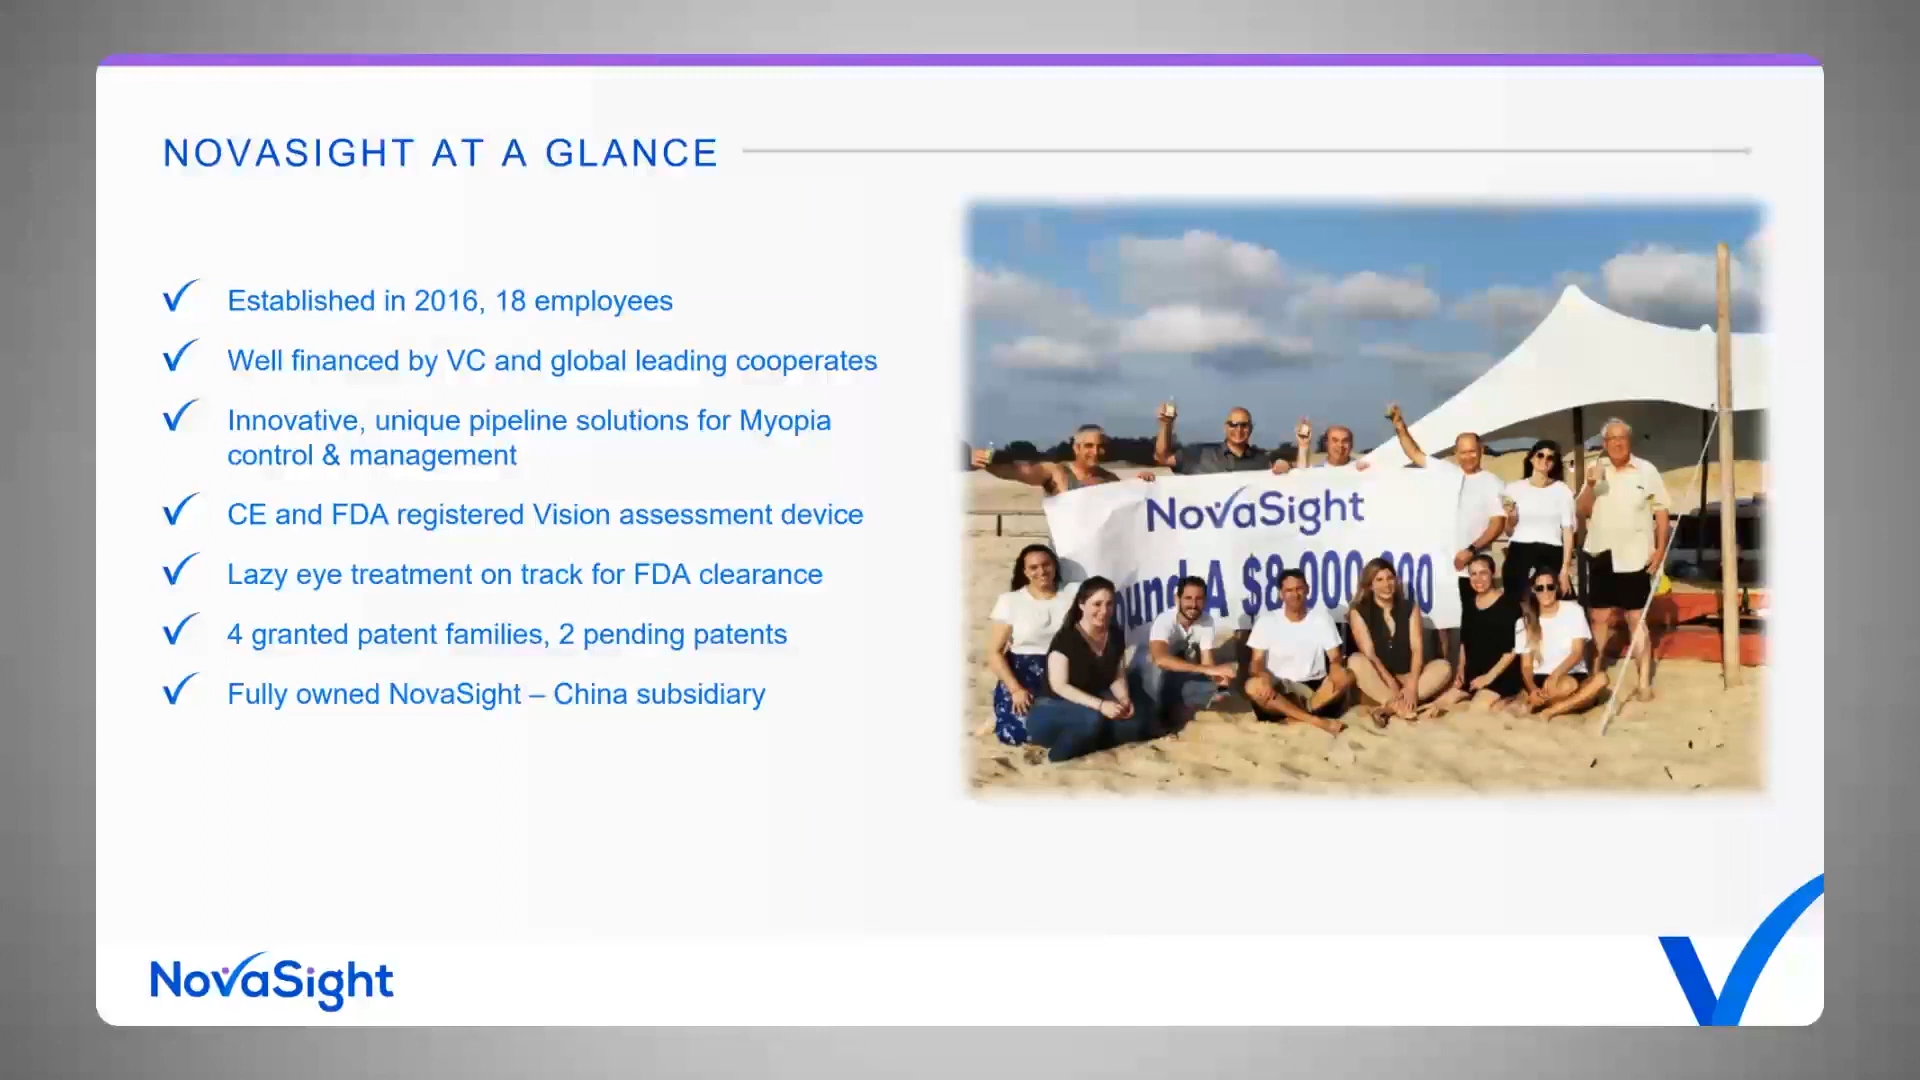 NOVASIGHT AT A GLANCE
Established in 2016, 18 employees
Well financed by VC and global leading cooperates
Innovative, unique pipeline solutions for Myopia
control & management
CE and FDA registered Vision assessment device
Lazy eye treatment on track for FDA clearance
4 granted patent families, 2 pending patents
Fully owned NovaSight – China subsidiary
NovaSight
A
NovaSight